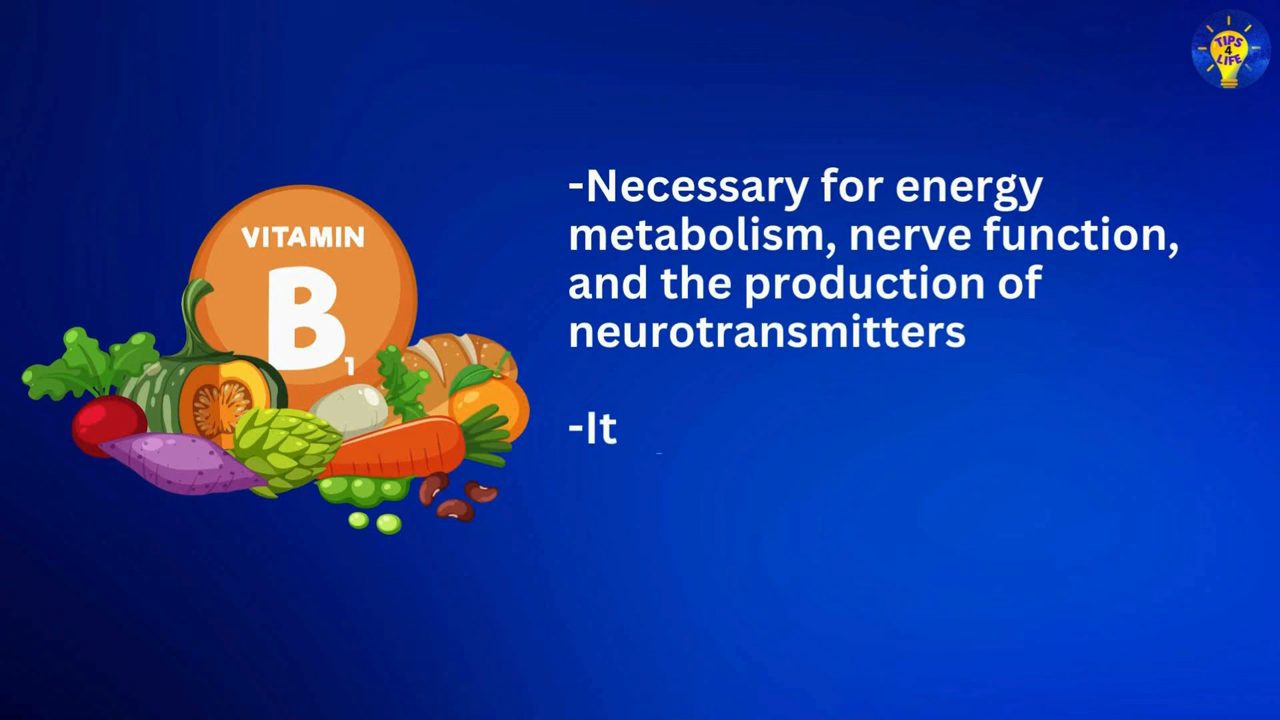 TIPS
4
LIFE
VITAMIN
B1
-Necessary for energy
metabolism, nerve function,
and the production of
neurotransmitters
-It